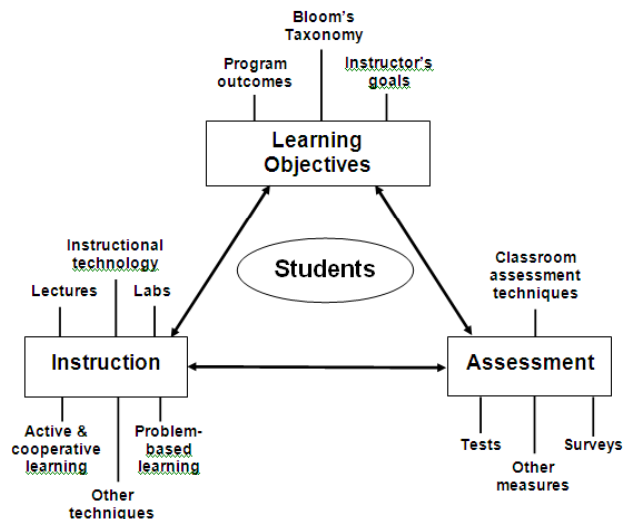 Bloom's
Taxonomy
Program
outcomes
Instructor's
goals
Learning
Objectives
Students
Instructional
technology
Lectures
Labs
Instruction
Active &
cooperative
learning
Problem-
based
learning
Other
techniques
Classroom
assessment
techniques
Assessment
Tests
Other
measures
Surveys